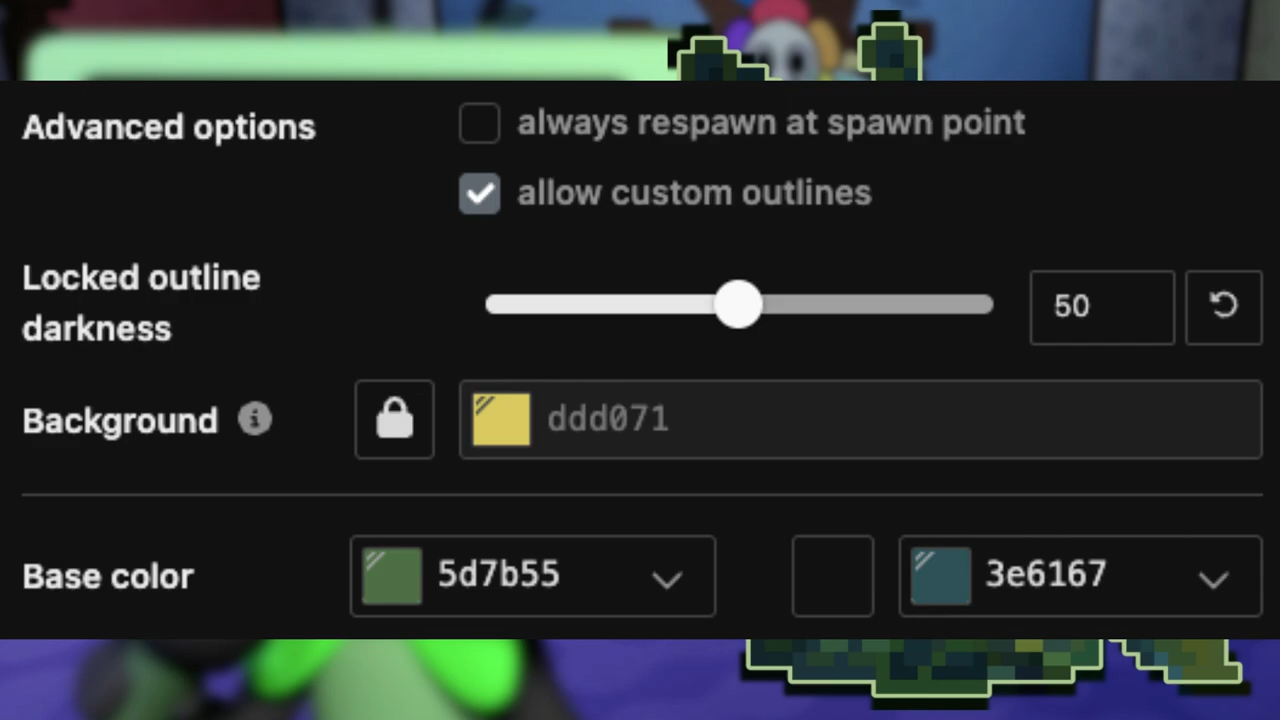 Advanced options
always respawn at spawn point
allow custom outlines
Locked outline
darkness
50
Background
ddd071
Base color
5d7b55
3e6167